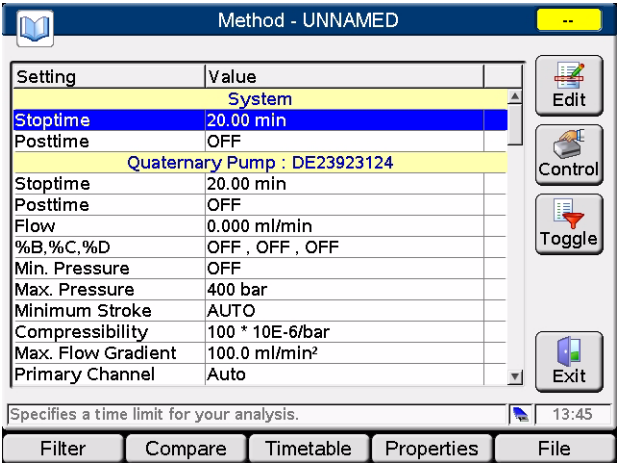 Method - UNNAMED
--
Setting Value
System
Stoptime 20.00 min
Posttime OFF
Quaternary Pump : DE23923124
Stoptime 20.00 min
Posttime OFF
Flow 0.000 ml/min
%B,%C,%D OFF , OFF , OFF
Min. Pressure OFF
Max. Pressure 400 bar
Minimum Stroke AUTO
Compressibility 100 * 10E-6/bar
Max. Flow Gradient 100.0 ml/min²
Primary Channel Auto
Edit
Control
Toggle
Exit
Specifies a time limit for your analysis. 13:45
Filter Compare Timetable Properties File